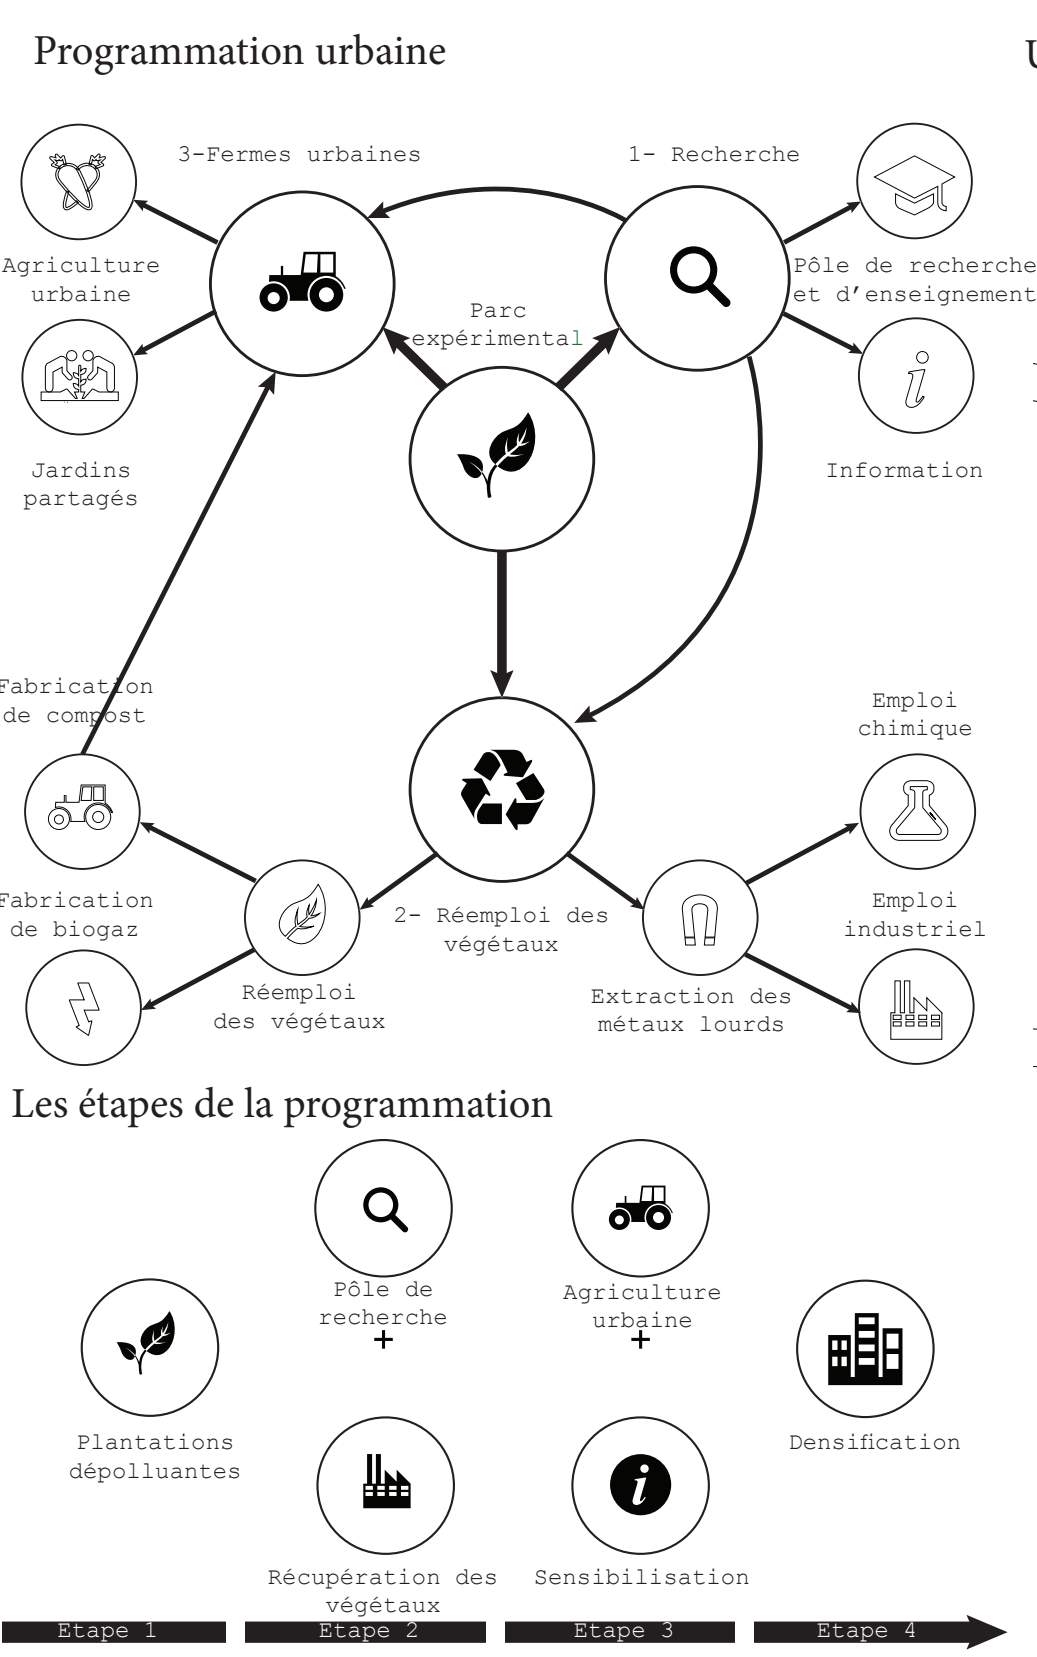 Programmation urbaine
U
3-Fermes urbaines
1- Recherche
Agriculture
urbaine
Pôle de recherche
et d’enseignement
Parc
expérimental
Jardins
partagés
Information
Fabrication
de compost
Emploi
chimique
Fabrication
de biogaz
2- Réemploi des
végétaux
Emploi
industriel
Réemploi
des végétaux
Extraction des
métaux lourds
Les étapes de la programmation
Pôle de
recherche
+
Agriculture
urbaine
+
Plantations
dépolluantes
Densification
Récupération des
végétaux
Sensibilisation
Etape 1
Etape 2
Etape 3
Etape 4